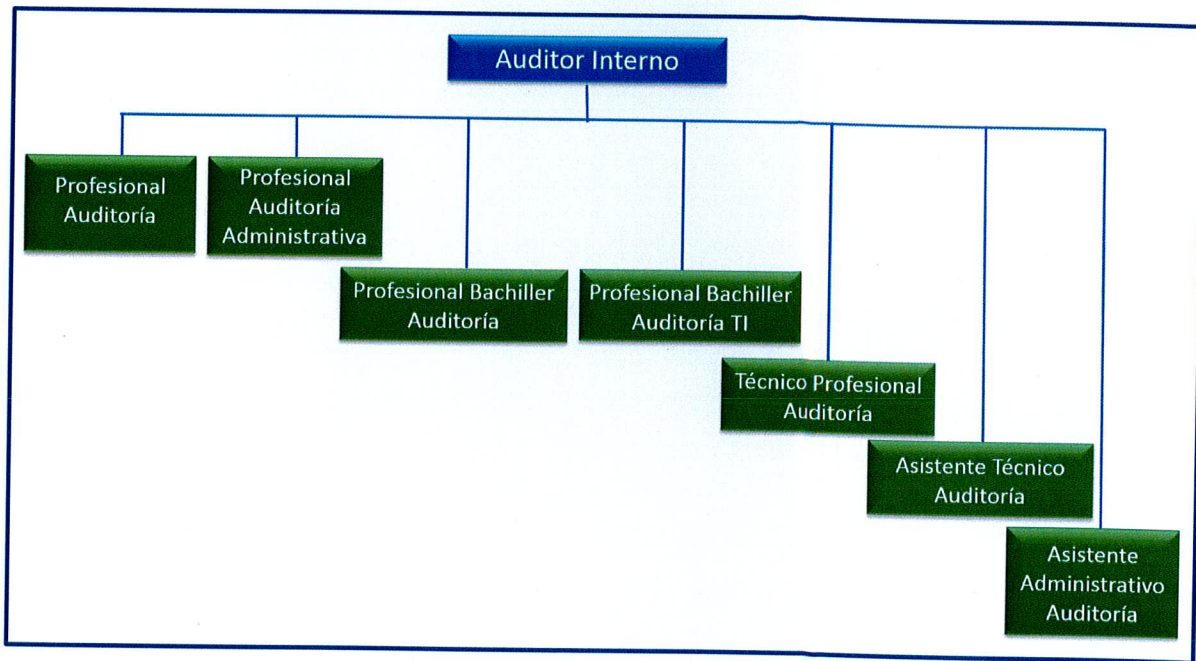 Auditor Interno
Profesional
Auditoría
Profesional
Auditoría
Administrativa
Profesional Bachiller
Auditoría
Profesional Bachiller
Auditoría TI
Técnico Profesional
Auditoría
Asistente Técnico
Auditoría
Asistente
Administrativo
Auditoría